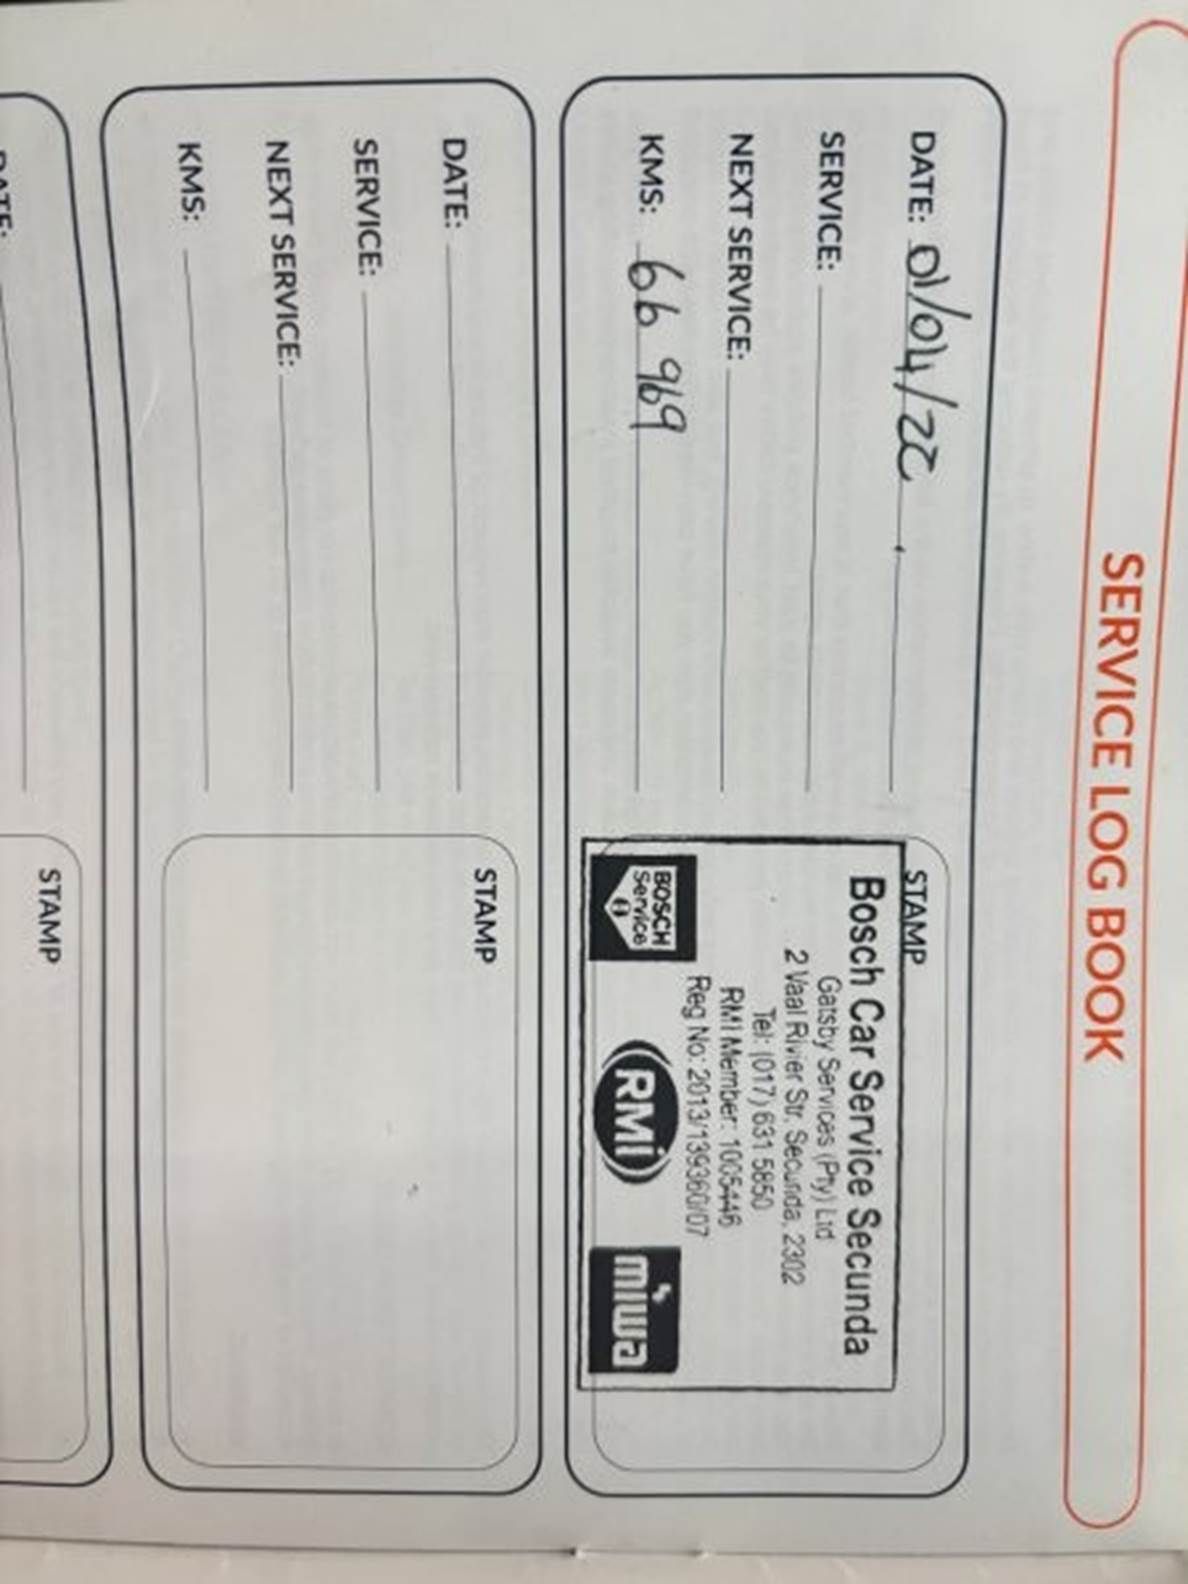 SERVICE LOG BOOK
DATE: 01/04/22
SERVICE:
NEXT SERVICE:
KMS: 66 969
STAMP
Bosch Car Service Secunda
Gatsby Services (Pty) Ltd
2 Vaal Rivier Str, Secunda, 2302
Tel: (017) 631 5850
RMI Member: 1005446
Reg No: 2013/139360/07
BOSCH
Service
RMi
miwa
DATE:
SERVICE:
NEXT SERVICE:
KMS:
STAMP
DATE:
STAMP